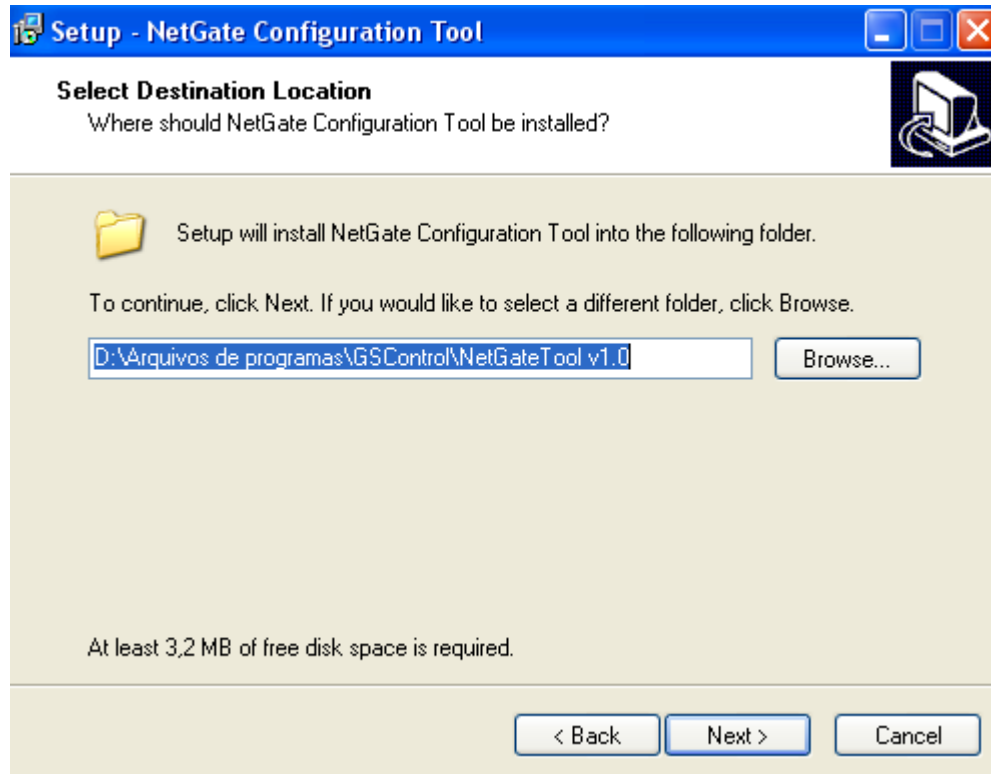 Setup - NetGate Configuration Tool
Select Destination Location
Where should NetGate Configuration Tool be installed?
Setup will install NetGate Configuration Tool into the following folder.
To continue, click Next. If you would like to select a different folder, click Browse.
D:\Arquivos de programas\GSControl\NetGateTool v1.0
Browse...
At least 3,2 MB of free disk space is required.
< Back
Next >
Cancel